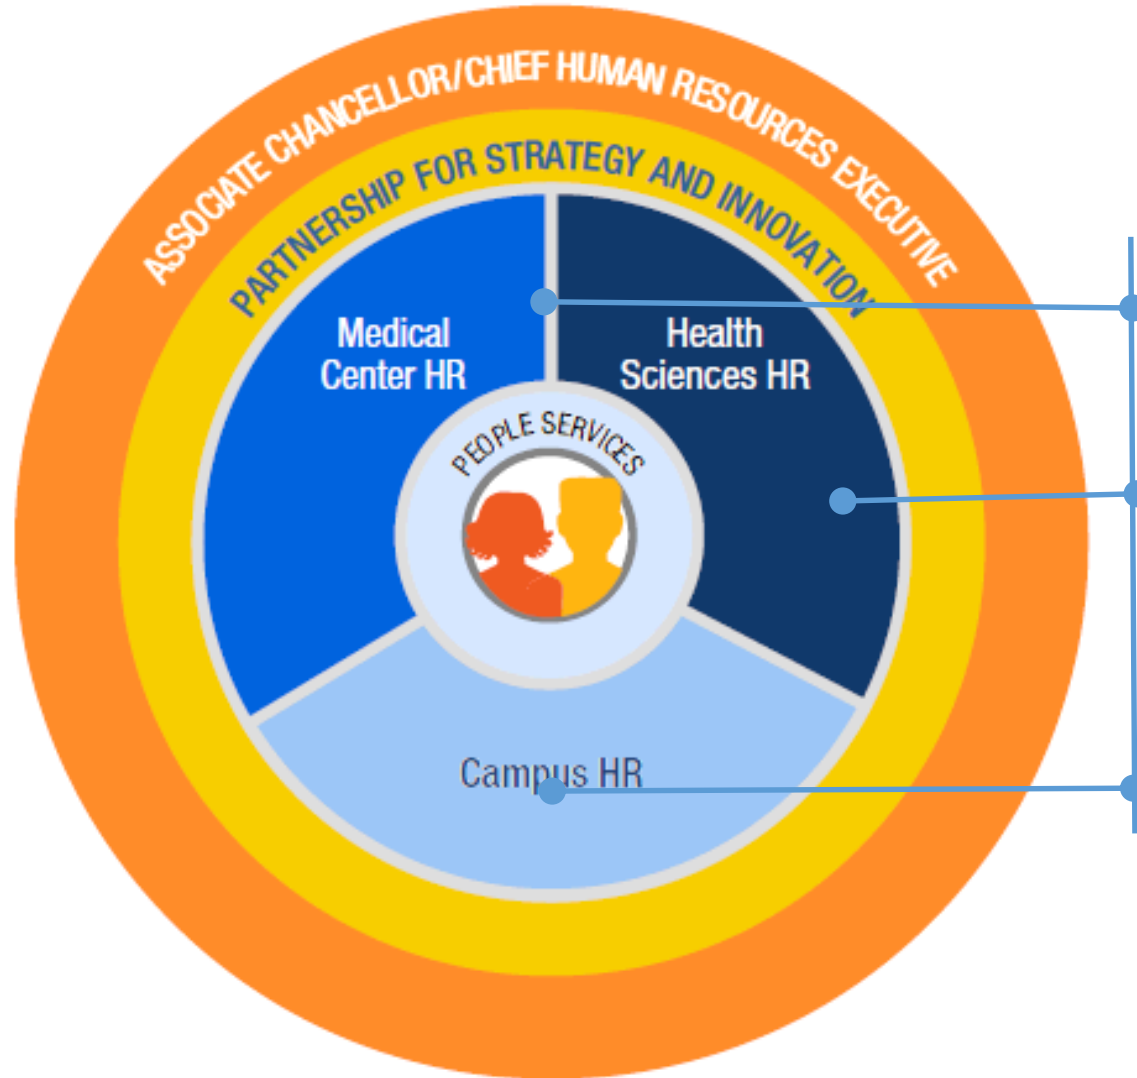 ASSOCIATE CHANCELLOR/CHIEF HUMAN RESOURCES EXECUTIVE
PARTNERSHIP FOR STRATEGY AND INNOVATION
Medical
Center HR
Health
Sciences HR
PEOPLE SERVICES
Campus HR